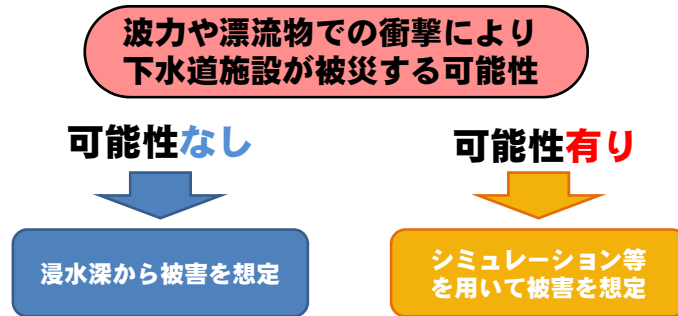 波力や漂流物での衝撃により
下水道施設が被災する可能性
可能性なし
可能性有り
浸水深から被害を想定
シミュレーション等
を用いて被害を想定